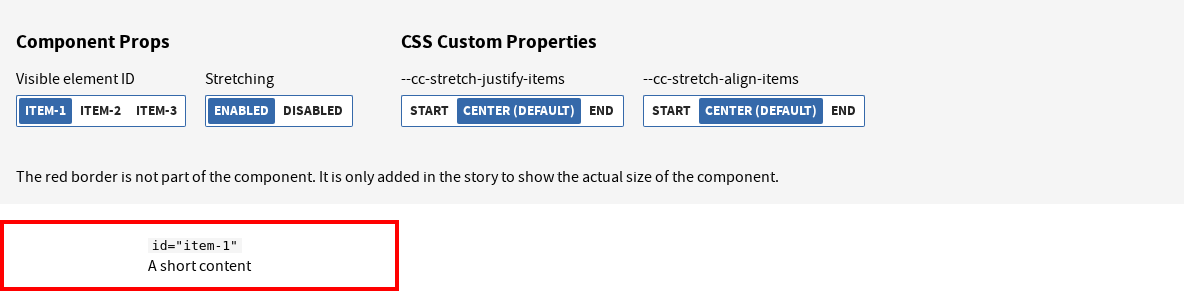 Component Props
CSS Custom Properties
Visible element ID
Stretching
--cc-stretch-justify-items
--cc-stretch-align-items
ITEM-1 ITEM-2 ITEM-3
ENABLED DISABLED
START CENTER (DEFAULT) END
START CENTER (DEFAULT) END
The red border is not part of the component. It is only added in the story to show the actual size of the component.
id="item-1"
A short content